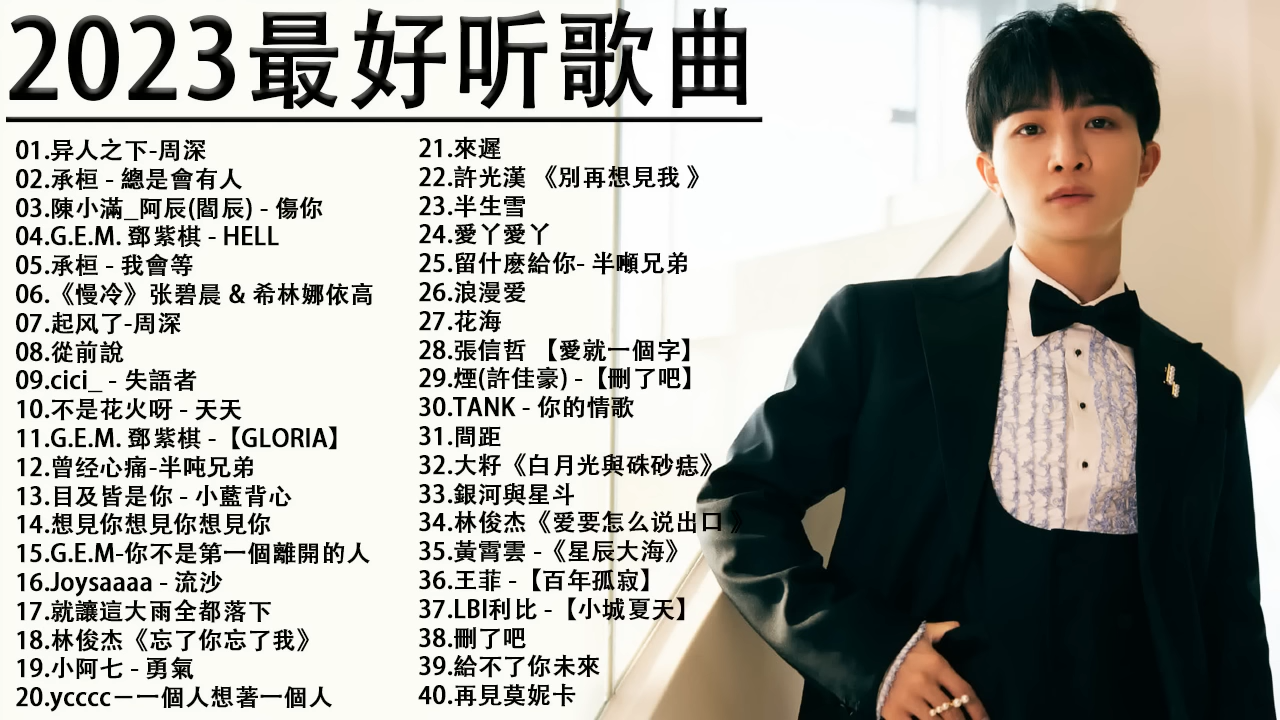 2023最好听歌曲
01.异人之下-周深
02.承桓 - 總是會有人
03.陳小滿_阿辰(閻辰) - 傷你
04.G.E.M. 鄧紫棋 - HELL
05.承桓 - 我會等
06.《慢冷》张碧晨 & 希林娜依高
07.起风了-周深
08.從前說
09.cici_ - 失語者
10.不是花火呀 - 天天
11.G.E.M. 鄧紫棋 -【GLORIA】
12.曾经心痛-半吨兄弟
13.目及皆是你 - 小藍背心
14.想見你想見你想見你
15.G.E.M-你不是第一個離開的人
16.Joysaaaa - 流沙
17.就讓這大雨全都落下
18.林俊杰《忘了你忘了我》
19.小阿七 - 勇氣
20.ycccc－一個人想著一個人
21.來遲
22.許光漢 《別再想見我 》
23.半生雪
24.愛丫愛丫
25.留什麽給你- 半噸兄弟
26.浪漫爱
27.花海
28.張信哲 【愛就一個字】
29.煙(許佳豪) -【刪了吧】
30.TANK - 你的情歌
31.間距
32.大籽《白月光與硃砂痣》
33.銀河與星斗
34.林俊杰《爱要怎么说出口 》
35.黃霄雲 -《星辰大海》
36.王菲 -【百年孤寂】
37.LBI利比 -【小城夏天】
38.刪了吧
39.給不了你未來
40.再見莫妮卡